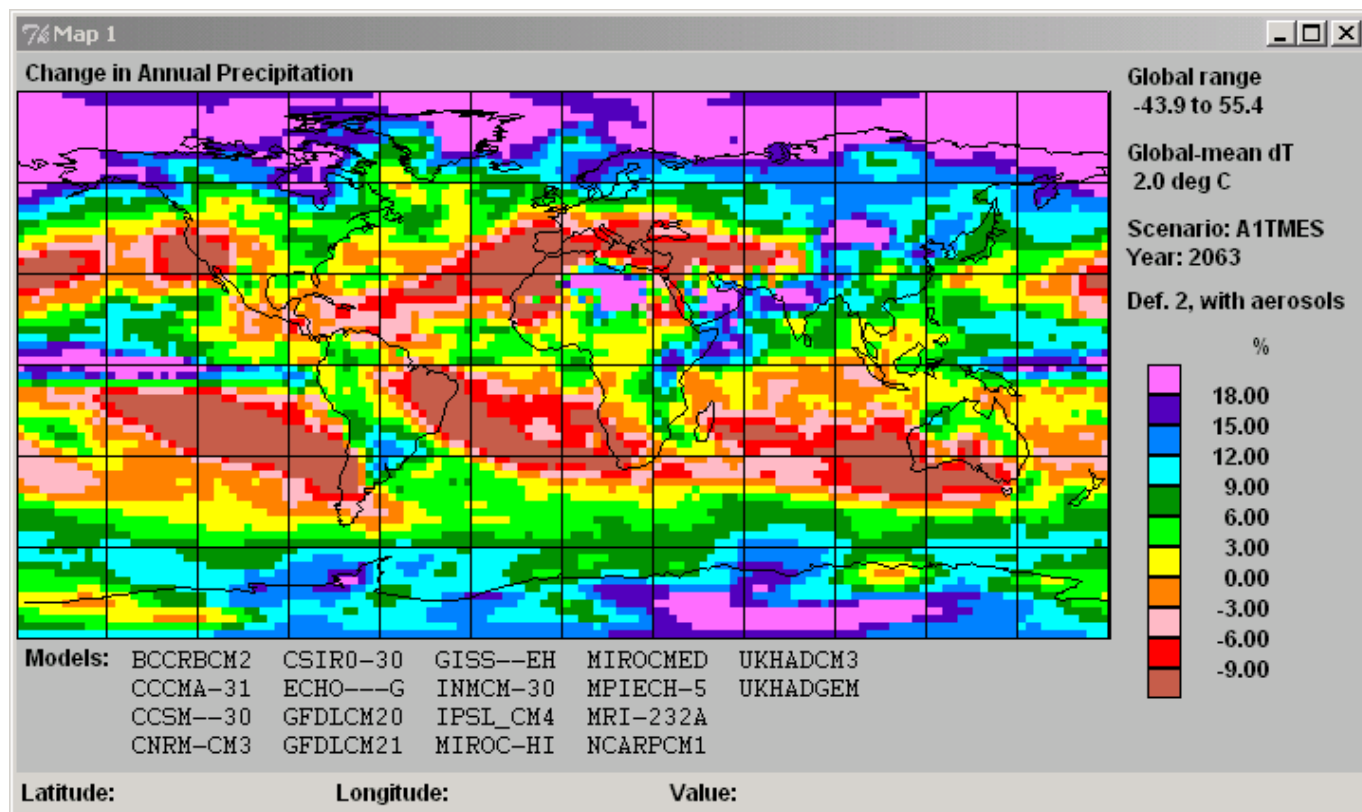 Map 1
Change in Annual Precipitation
Global range
-43.9 to 55.4
Global-mean dT
2.0 deg C
Scenario: A1TMES
Year: 2063
Def. 2, with aerosols
%
18.00
15.00
12.00
9.00
6.00
3.00
0.00
-3.00
-6.00
-9.00
Models: BCCRBCM2 CSIR0-30 GISS--EH MIROCMED UKHADCM3
CCCMA-31 ECHO---G INMCM-30 MPIECH-5 UKHADGEM
CCSM--30 GFDLCM20 IPSL_CM4 MRI-232A
CNRM-CM3 GFDLCM21 MIROC-HI NCARPCM1
Latitude: Longitude: Value: